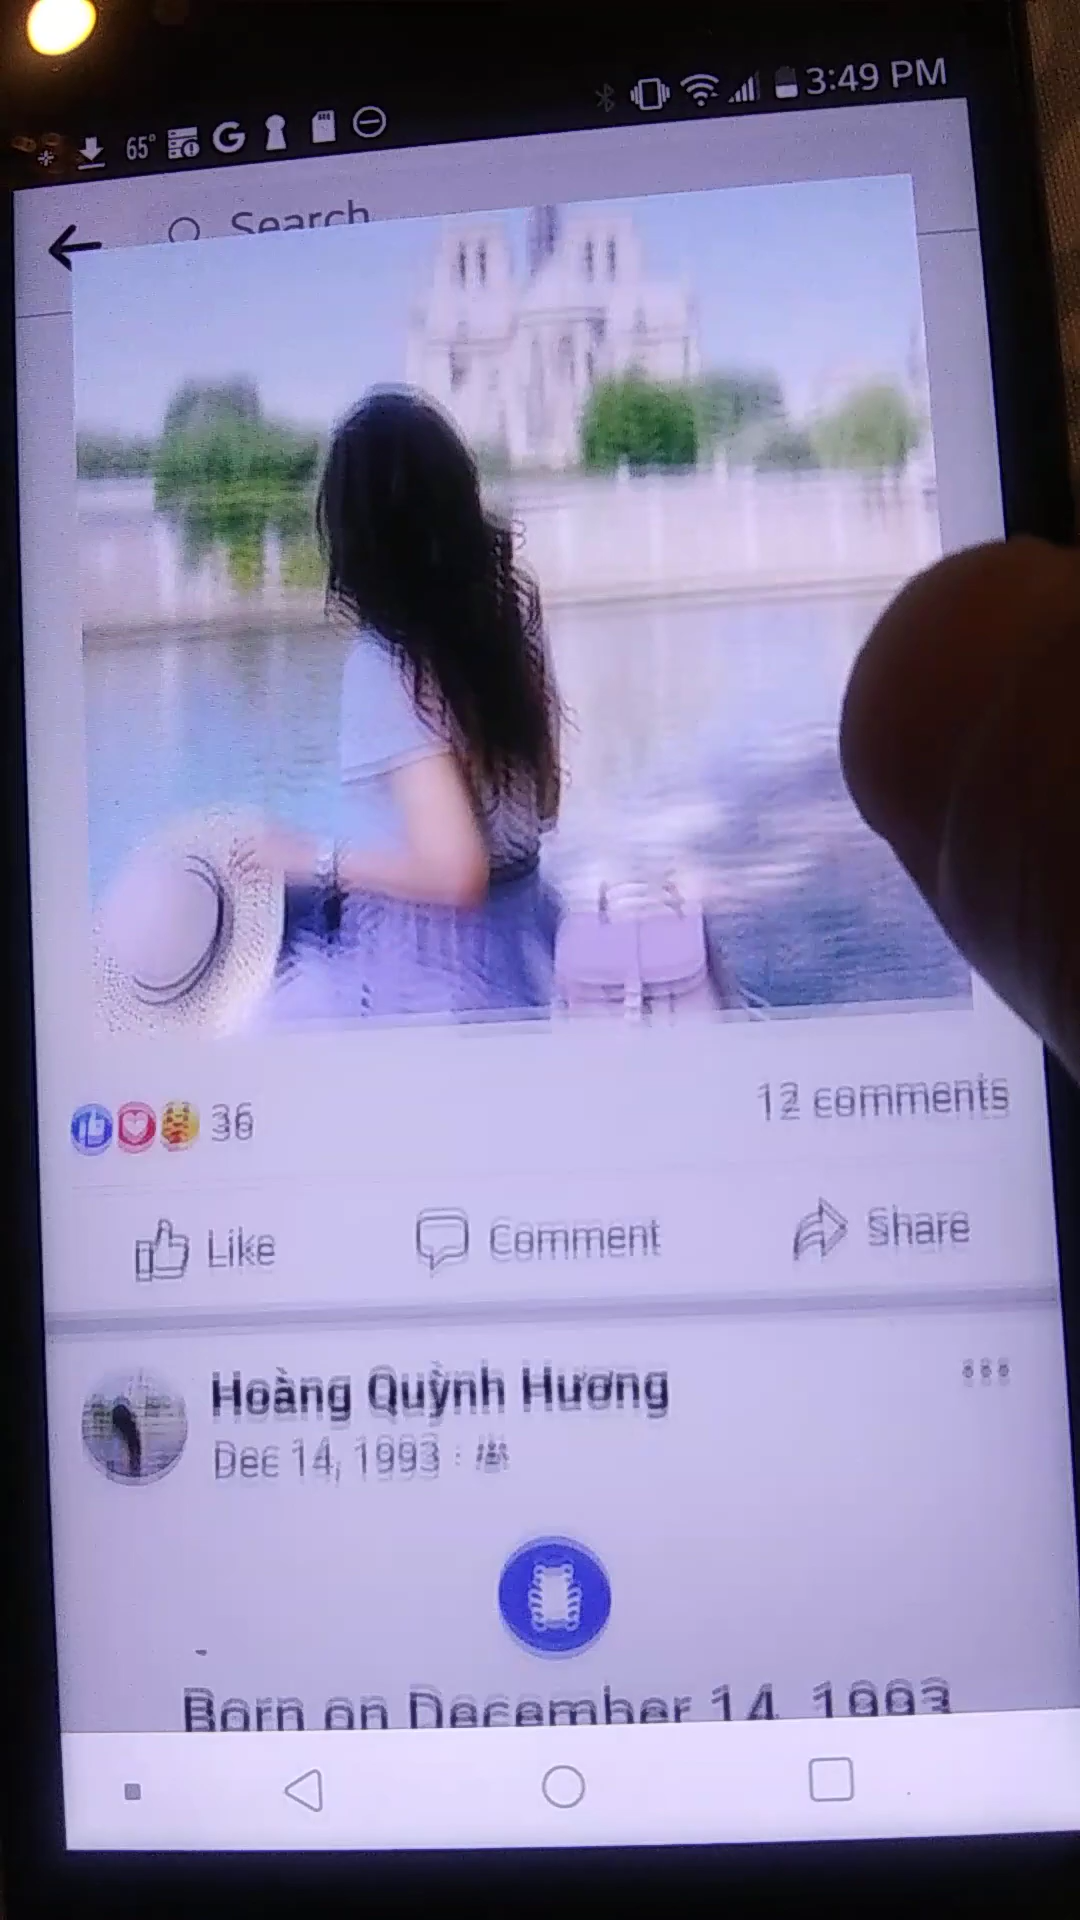 65° G 3:49 PM
Search
36 12 comments
Like Comment Share
Hoàng Quỳnh Hương
Dec 14, 1993
Born on December 14, 1993